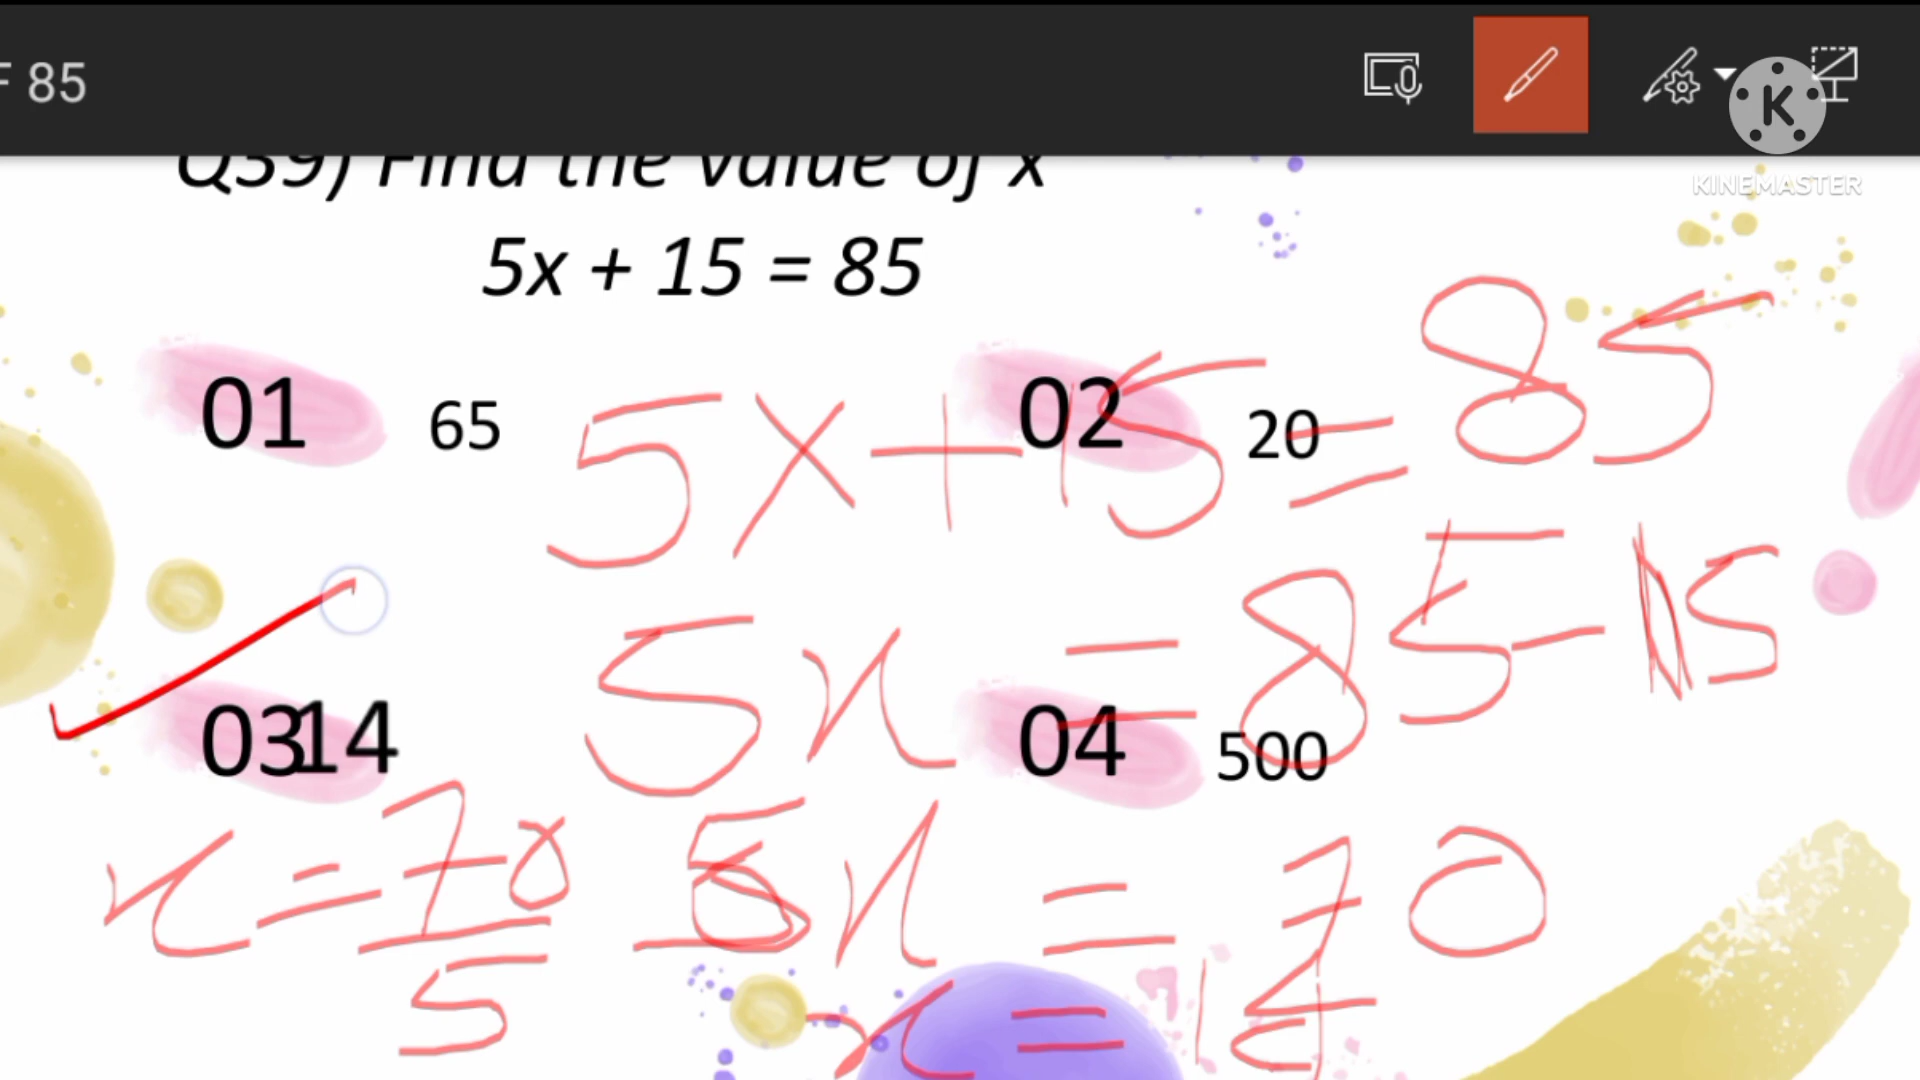 F 85
KINEMASTER
Q39) Find the value of x
5x + 15 = 85
01 65
02 20
5x+15=85
5x = 85-15
03 14
04 500
x = 70
5
5x = 70
x = 14